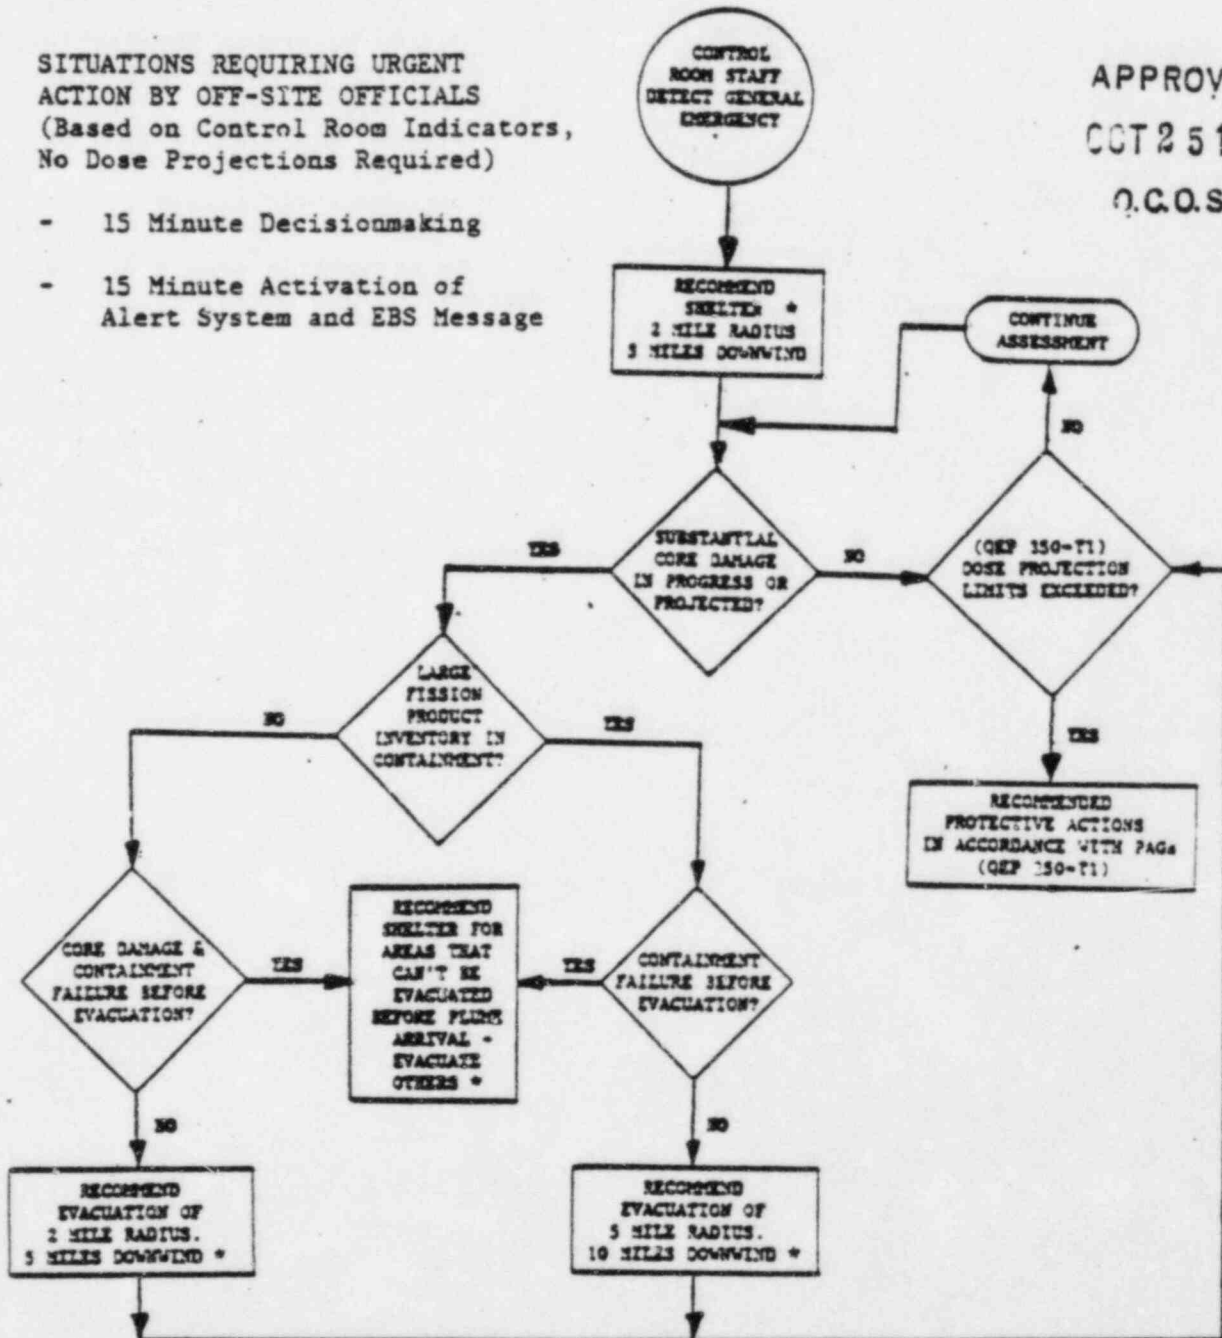 SITUATIONS REQUIRING URGENT
ACTION BY OFF-SITE OFFICIALS
(Based on Control Room Indicators,
No Dose Projections Required)
- 15 Minute Decisionmaking
- 15 Minute Activation of
Alert System and EBS Message
CONTROL
ROOM STAFF
DETECT GENERAL
EMERGENCY
APPROV
OCT 25 1
Q.C.O.S
RECOMMEND
SHELTER *
2 MILE RADIUS
5 MILES DOWNWIND
CONTINUE
ASSESSMENT
NO
SUBSTANTIAL
CORE DAMAGE
IN PROGRESS OR
PROJECTED?
YES
NO
(QEP 350-T1)
DOSE PROJECTION
LIMITS EXCEEDED?
YES
RECOMMENDED
PROTECTIVE ACTIONS
IN ACCORDANCE WITH PAGs
(QEP 350-T1)
LARGE
FISSION
PRODUCT
INVENTORY IN
CONTAINMENT?
NO
YES
CORE DAMAGE &
CONTAINMENT
FAILURE BEFORE
EVACUATION?
YES
RECOMMEND
SHELTER FOR
AREAS THAT
CAN'T BE
EVACUATED
BEFORE PLUME
ARRIVAL -
EVACUATE
OTHERS *
YES
CONTAINMENT
FAILURE BEFORE
EVACUATION?
NO
NO
RECOMMEND
EVACUATION OF
2 MILE RADIUS.
5 MILES DOWNWIND *
RECOMMEND
EVACUATION OF
5 MILE RADIUS.
10 MILES DOWNWIND *